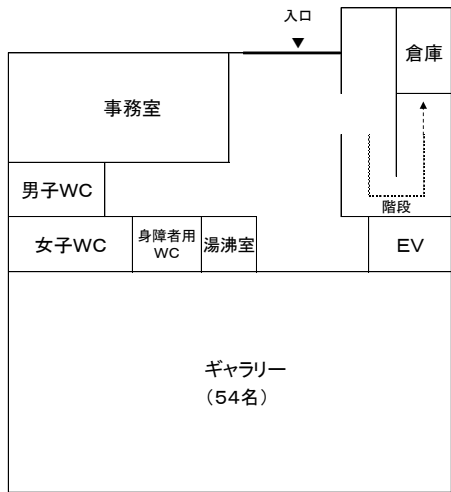 入口
倉庫
事務室
男子WC
階段
女子WC
身障者用
WC
湯沸室
EV
ギャラリー
（54名）